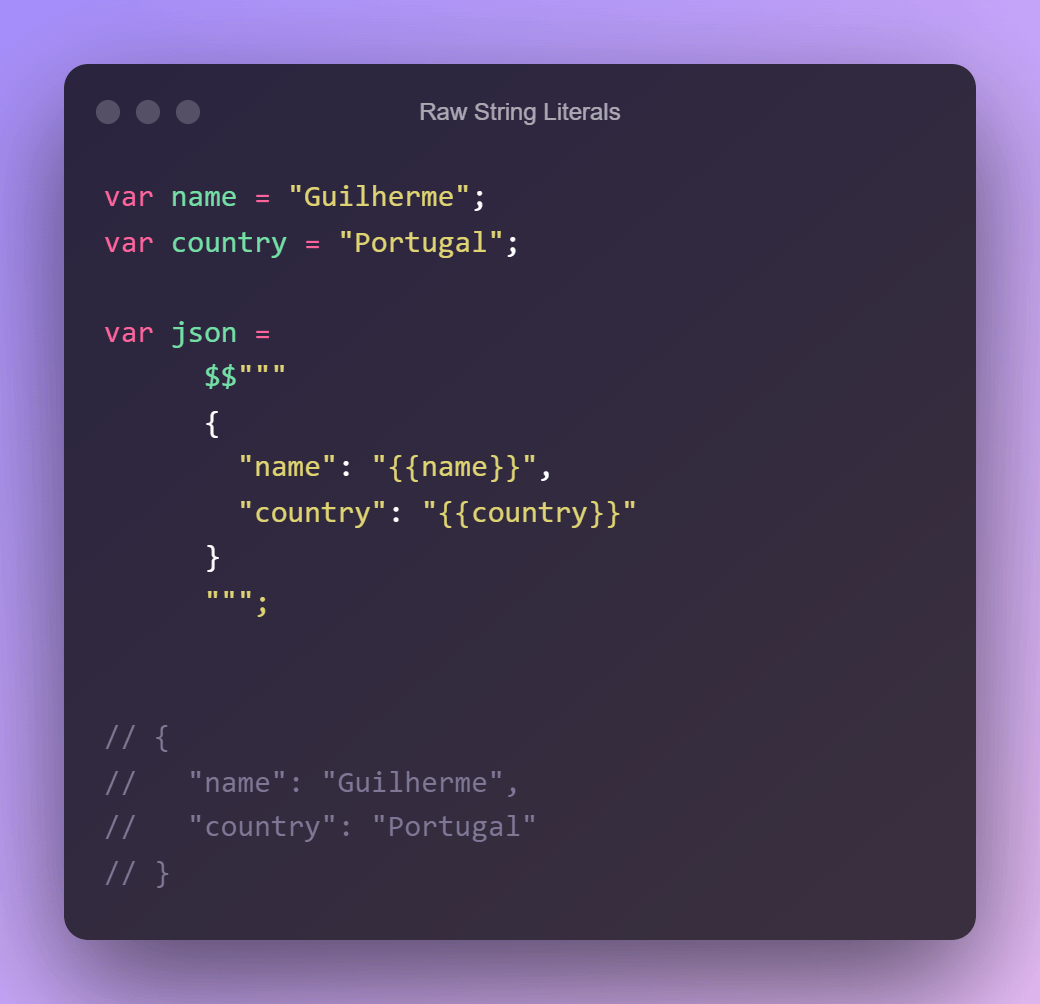 Raw String Literals
var name = "Guilherme";
var country = "Portugal";
var json =
$$"""
{
"name": "{{name}}",
"country": "{{country}}"
}
""";
// {
//   "name": "Guilherme",
//   "country": "Portugal"
// }